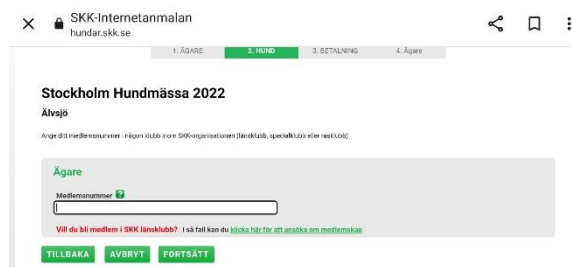 SKK-Internetanmalan
hundar.skk.se
1. ÄGARE 2. HUND 3. BETALNING 4. Ägare
Stockholm Hundmässa 2022
Älvsjö
Ange ditt medlemsnummer i någon klubb inom SKK-organisationen (länsklubb, specialklubb eller rasklubb)
Ägare
Medlemsnummer ?
Vill du bli medlem i SKK länsklubb? I så fall kan du klicka här för att ansöka om medlemskap
TILLBAKA AVBRYT FORTSÄTT